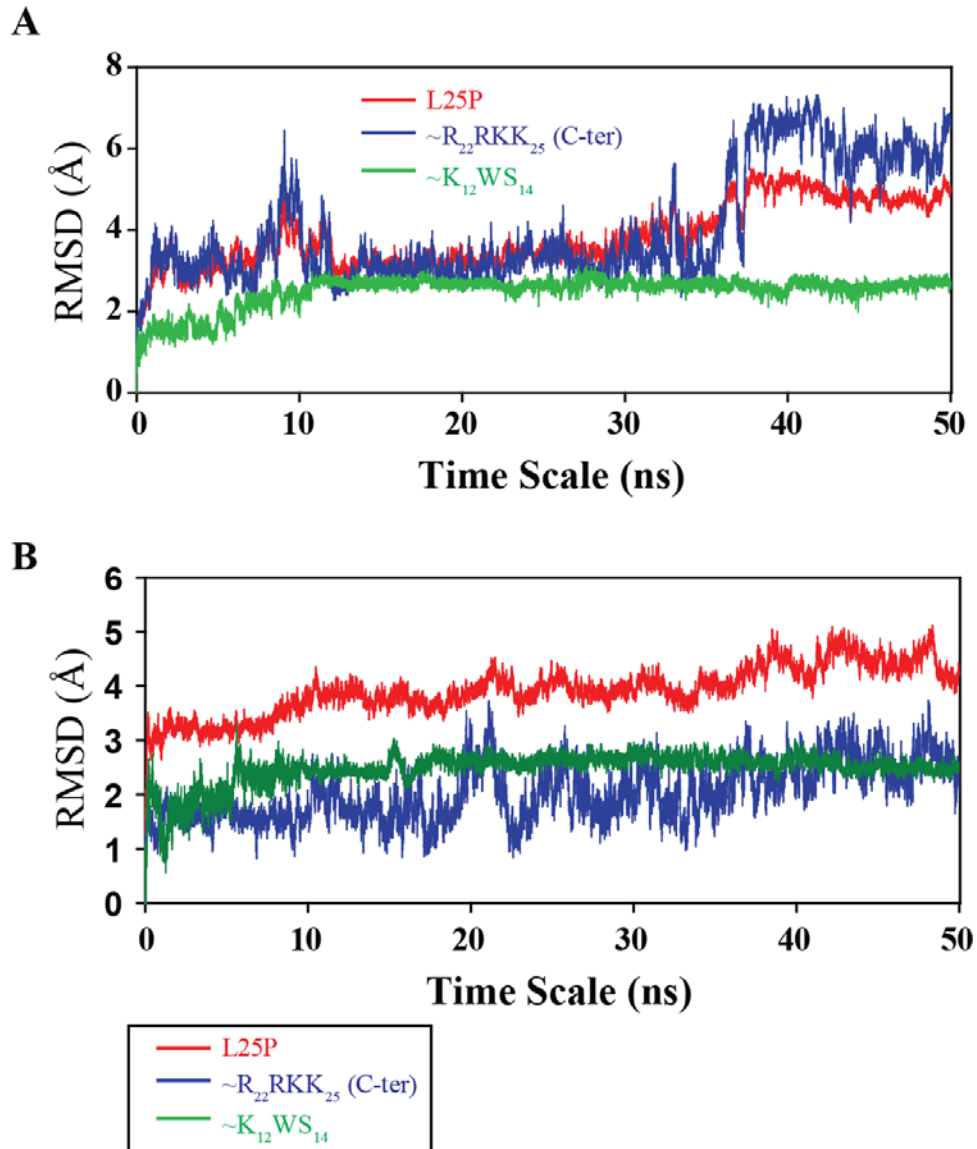 A
8
6
4
2
0
RMSD (Å)
L25P
~R₂₂RKK₂₅ (C-ter)
~K₁₂WS₁₄
0 10 20 30 40 50
Time Scale (ns)
B
6
5
4
3
2
1
0
RMSD (Å)
0 10 20 30 40 50
Time Scale (ns)
L25P
~R₂₂RKK₂₅ (C-ter)
~K₁₂WS₁₄